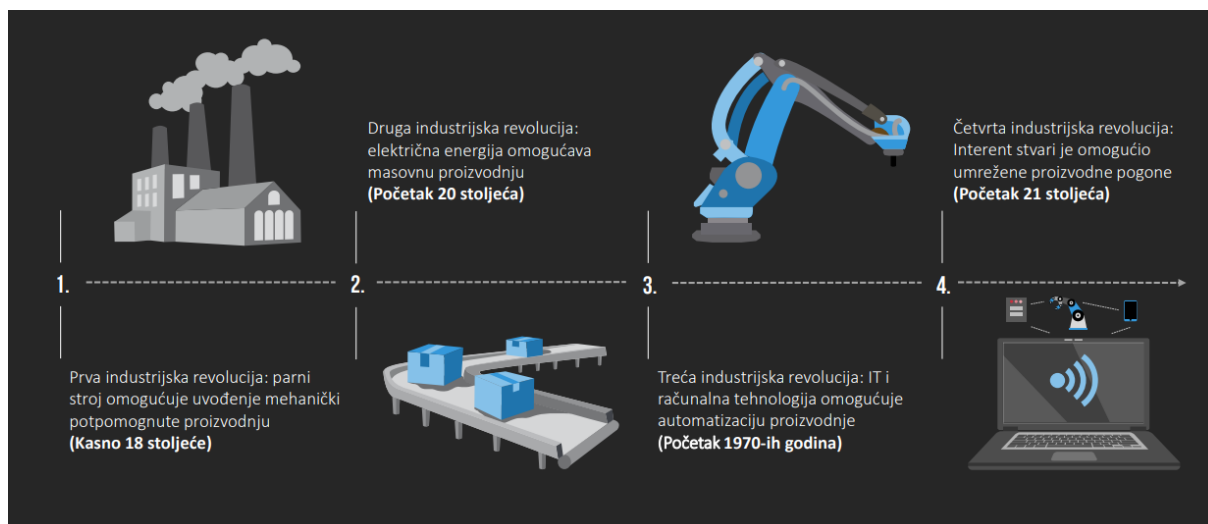 1.
Prva industrijska revolucija: parni
stroj omogućuje uvođenje mehanički
potpomognute proizvodnju
(Kasno 18 stoljeće)
2.
Druga industrijska revolucija:
električna energija omogućava
masovnu proizvodnju
(Početak 20 stoljeća)
3.
Treća industrijska revolucija: IT i
računalna tehnologija omogućuje
automatizaciju proizvodnje
(Početak 1970-ih godina)
4.
Četvrta industrijska revolucija:
Interent stvari je omogućio
umrežene proizvodne pogone
(Početak 21 stoljeća)